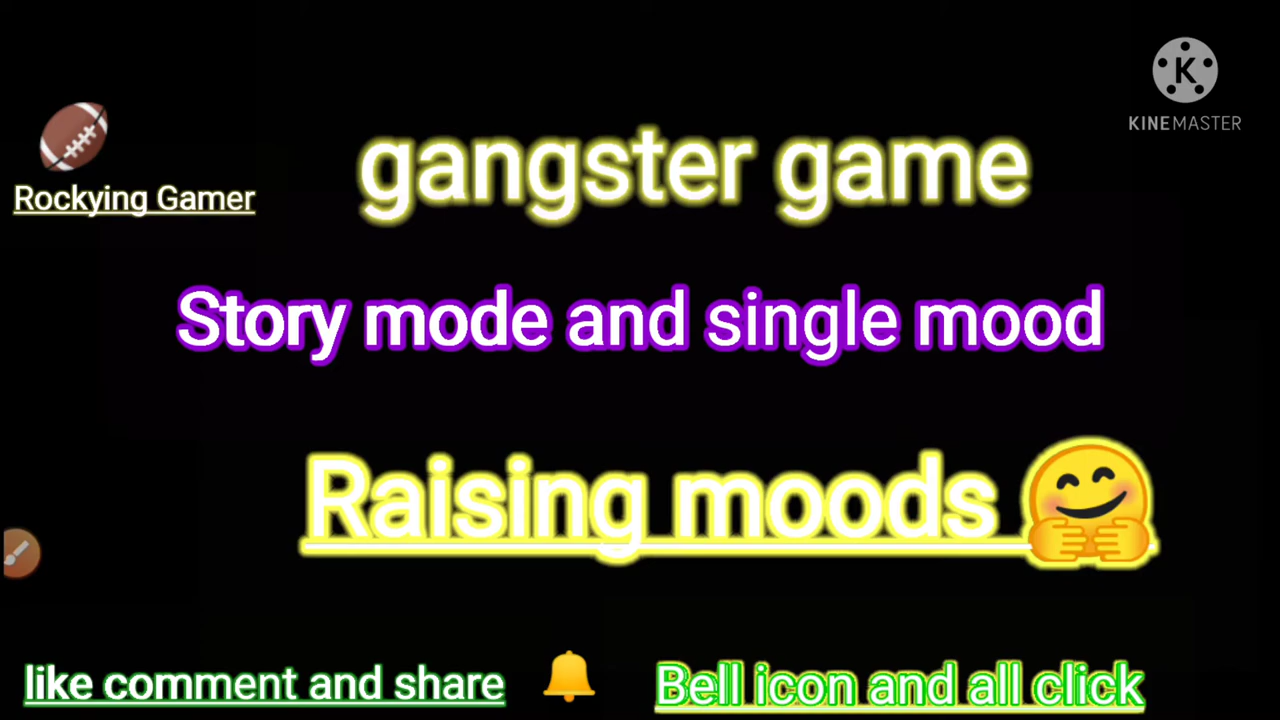 KINEMASTER
gangster game
Rockying Gamer
Story mode and single mood
Raising moods 🤗
like comment and share 🔔 Bell icon and all click